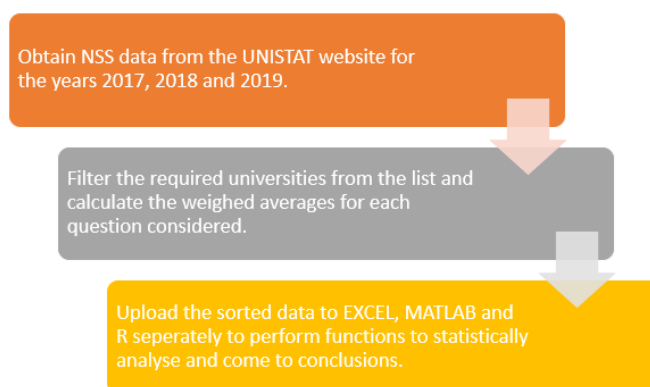 Obtain NSS data from the UNISTAT website for
the years 2017, 2018 and 2019.
Filter the required universities from the list and
calculate the weighed averages for each
question considered.
Upload the sorted data to EXCEL, MATLAB and
R seperately to perform functions to statistically
analyse and come to conclusions.